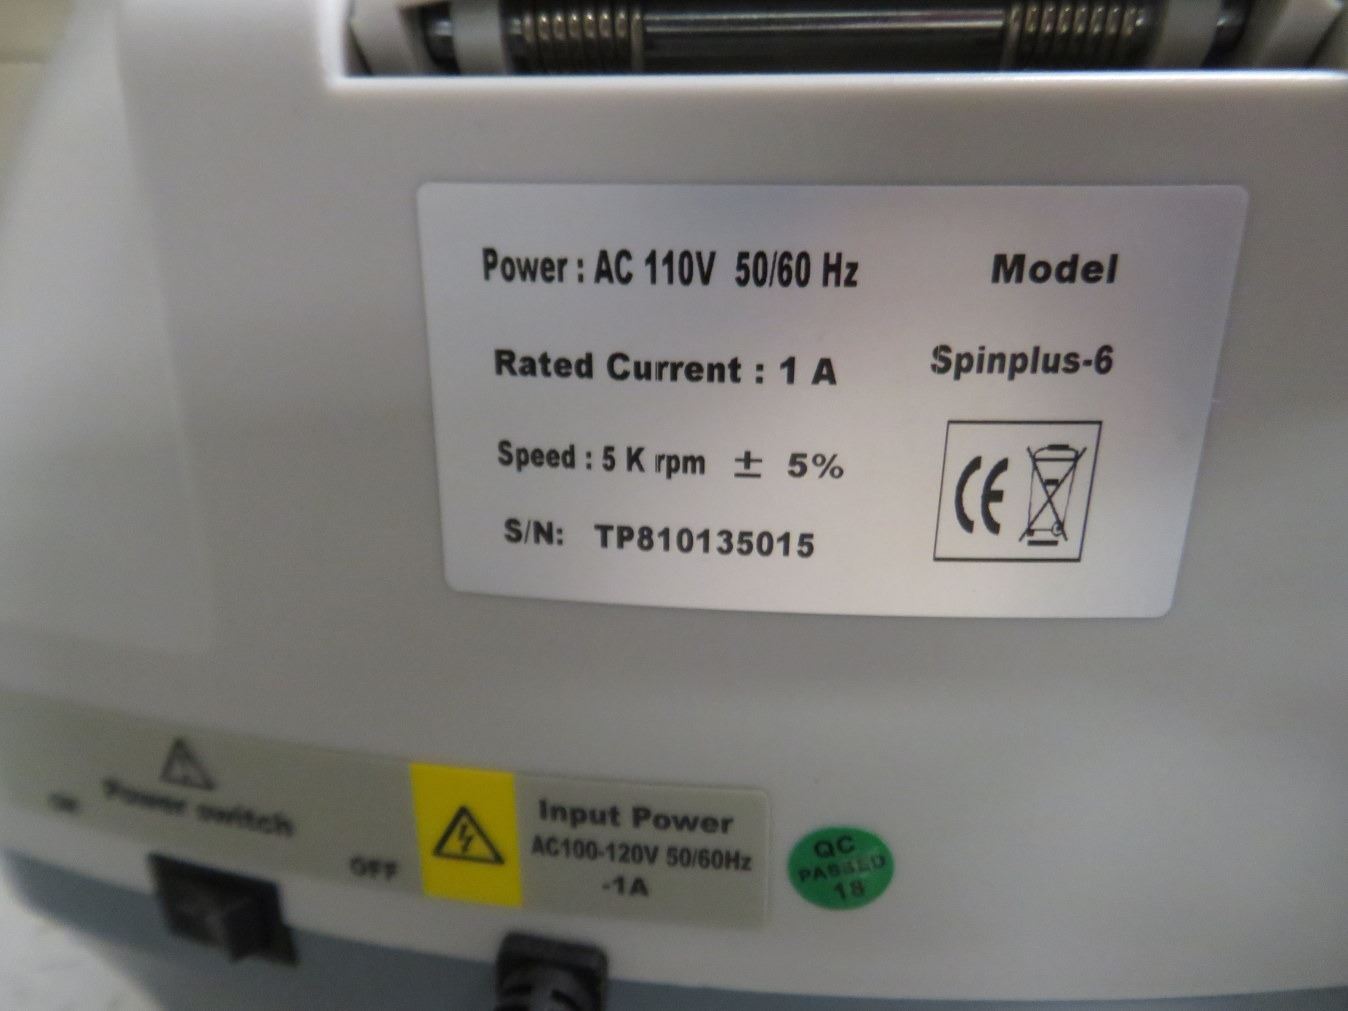 Power : AC 110V 50/60 Hz
Model
Rated Current : 1 A
Spinplus-6
Speed : 5 K rpm ± 5%
S/N: TP810135015
CE
Power switch
OFF
Input Power
AC100-120V 50/60Hz
-1A
QC
PASSED
18